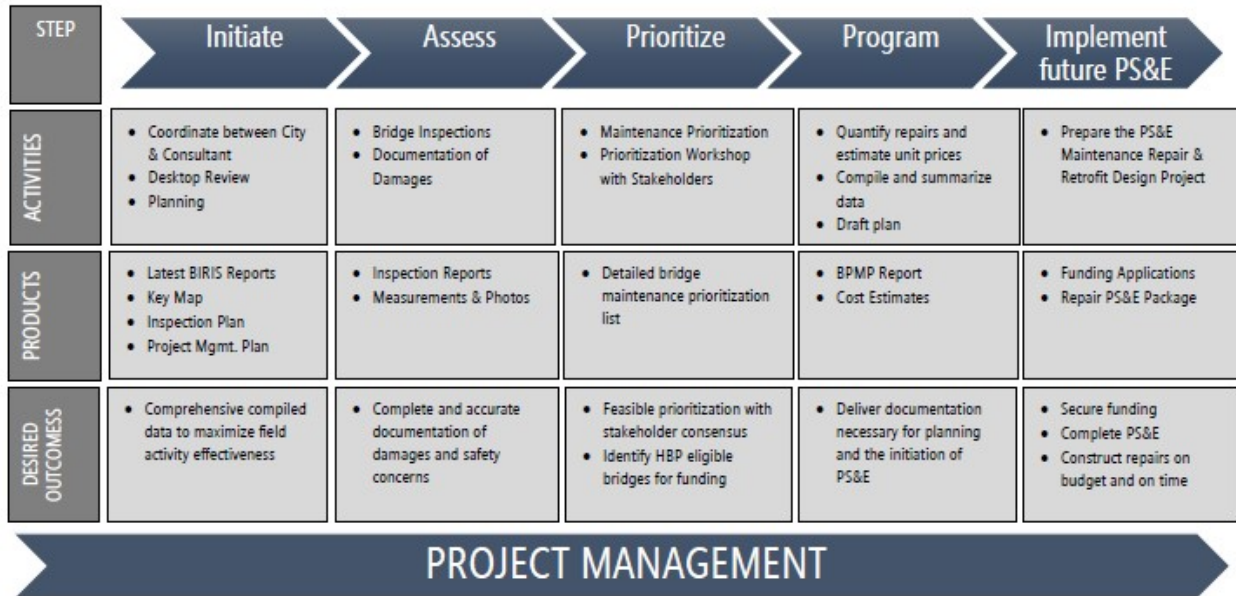 STEP
Initiate
Assess
Prioritize
Program
Implement
future PS&E
ACTIVITIES
• Coordinate between City
& Consultant
• Desktop Review
• Planning
• Bridge Inspections
• Documentation of
Damages
• Maintenance Prioritization
• Prioritization Workshop
with Stakeholders
• Quantify repairs and
estimate unit prices
• Compile and summarize
data
• Draft plan
• Prepare the PS&E
Maintenance Repair &
Retrofit Design Project
PRODUCTS
• Latest BIRIS Reports
• Key Map
• Inspection Plan
• Project Mgmt. Plan
• Inspection Reports
• Measurements & Photos
• Detailed bridge
maintenance prioritization
list
• BPMP Report
• Cost Estimates
• Funding Applications
• Repair PS&E Package
DESIRED
OUTCOMESS
• Comprehensive compiled
data to maximize field
activity effectiveness
• Complete and accurate
documentation of
damages and safety
concerns
• Feasible prioritization with
stakeholder consensus
• Identify HBP eligible
bridges for funding
• Deliver documentation
necessary for planning
and the initiation of
PS&E
• Secure funding
• Complete PS&E
• Construct repairs on
budget and on time
PROJECT MANAGEMENT